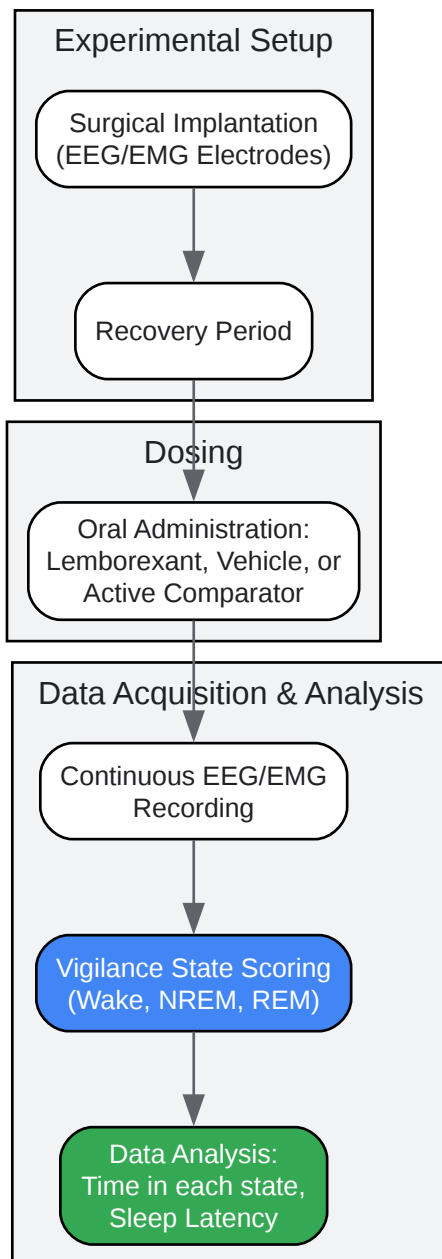 Experimental Setup
Surgical Implantation
(EEG/EMG Electrodes)
Recovery Period
Dosing
Oral Administration:
Lemborexant, Vehicle, or
Active Comparator
Data Acquisition & Analysis
Continuous EEG/EMG
Recording
Vigilance State Scoring
(Wake, NREM, REM)
Data Analysis:
Time in each state,
Sleep Latency